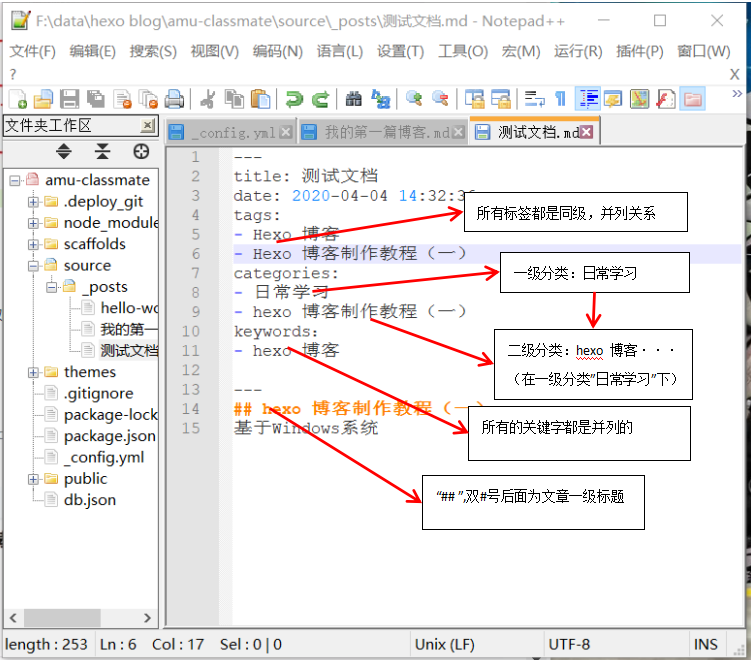 F:\data\hexo blog\amu-classmate\source\_posts\测试文档.md - Notepad++
文件(F) 编辑(E) 搜索(S) 视图(V) 编码(N) 语言(L) 设置(T) 工具(O) 宏(M) 运行(R) 插件(P) 窗口(W)
? X
文件夹工作区
_config.yml 我的第一篇博客.md 测试文档.md
amu-classmate
.deploy_git
node_module
scaffolds
source
_posts
hello-wo
我的第一
测试文档
themes
.gitignore
package-lock
package.json
_config.yml
public
db.json
1 ---
2 title: 测试文档
3 date: 2020-04-04 14:32:36
4 tags:
5 - Hexo 博客
6 - Hexo 博客制作教程（一）
7 categories:
8 - 日常学习
9 - hexo 博客制作教程（一）
10 keywords:
11 - hexo 博客
12
13 ---
14 ## hexo 博客制作教程（一）
15 基于Windows系统
所有标签都是同级，并列关系
一级分类：日常学习
二级分类：hexo 博客···
（在一级分类”日常学习”下）
所有的关键字都是并列的
“## ”,双#号后面为文章一级标题
length : 253 Ln : 6 Col : 17 Sel : 0 | 0 Unix (LF) UTF-8 INS